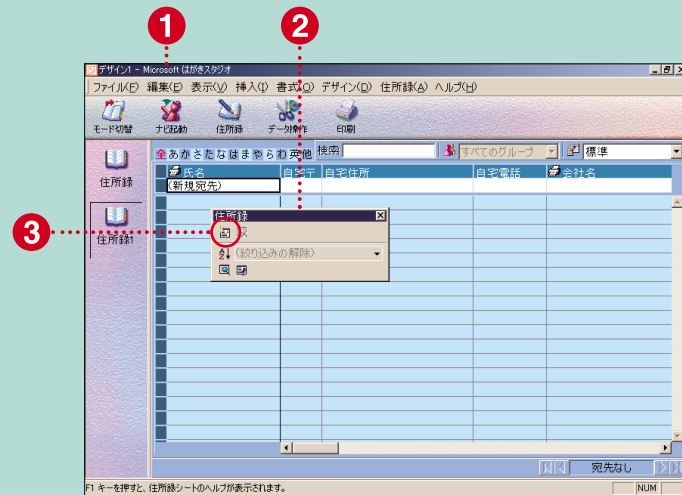 1
2
デザイン1 - Microsoft はがきスタジオ
ファイル(F) 編集(E) 表示(V) 挿入(I) 書式(O) デザイン(D) 住所録(A) ヘルプ(H)
モード切替 ナビ起動 住所録 データ操作 印刷
全 あ か さ た な は ま や ら わ 英 他 検索 すべてのグループ 標準
氏名 自宅〒 自宅住所 自宅電話 会社名
(新規宛先)
住所録
住所録1
住所録
3
(絞り込みの解除)
宛先なし
F1 キーを押すと、住所録シートのヘルプが表示されます。 NUM